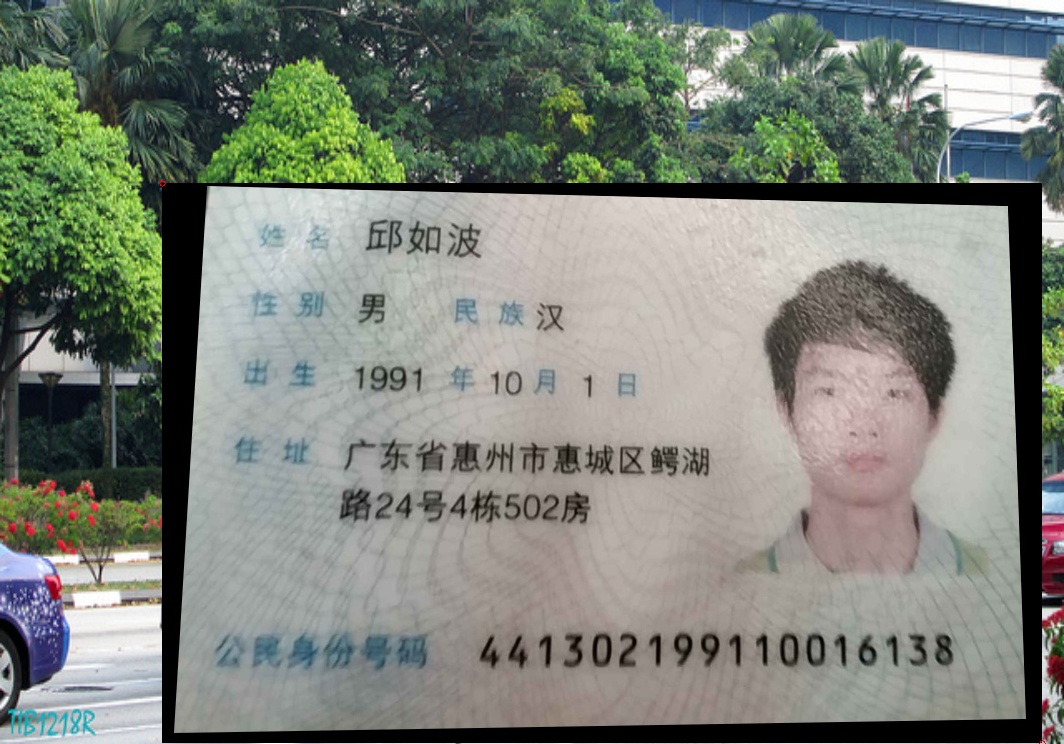 姓名 邱如波
性别 男 民族 汉
出生 1991 年 10 月 1 日
住址 广东省惠州市惠城区鳄湖
路24号4栋502房
公民身份号码 441302199110016138
TIB1218R